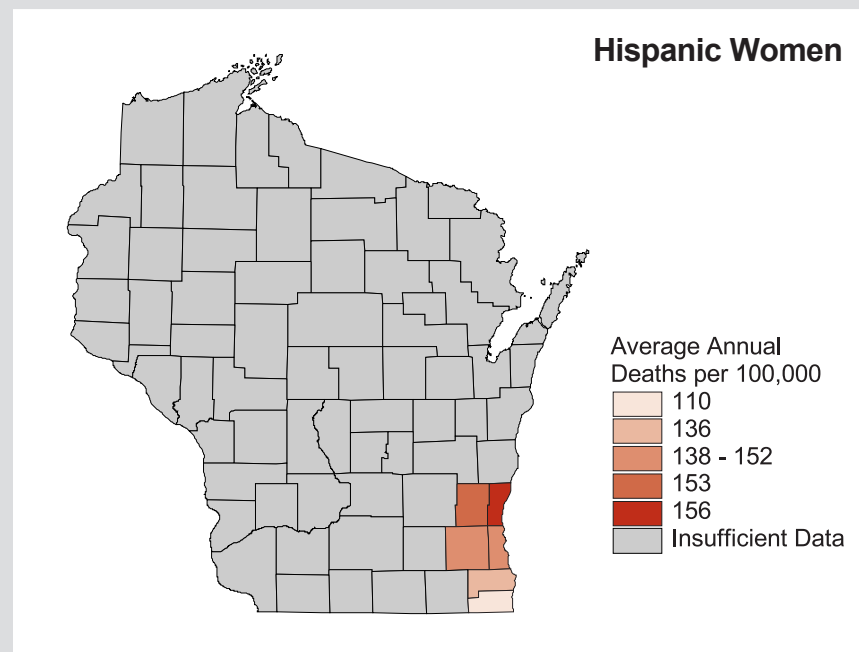 Hispanic Women
Average Annual
Deaths per 100,000
110
136
138 - 152
153
156
Insufficient Data